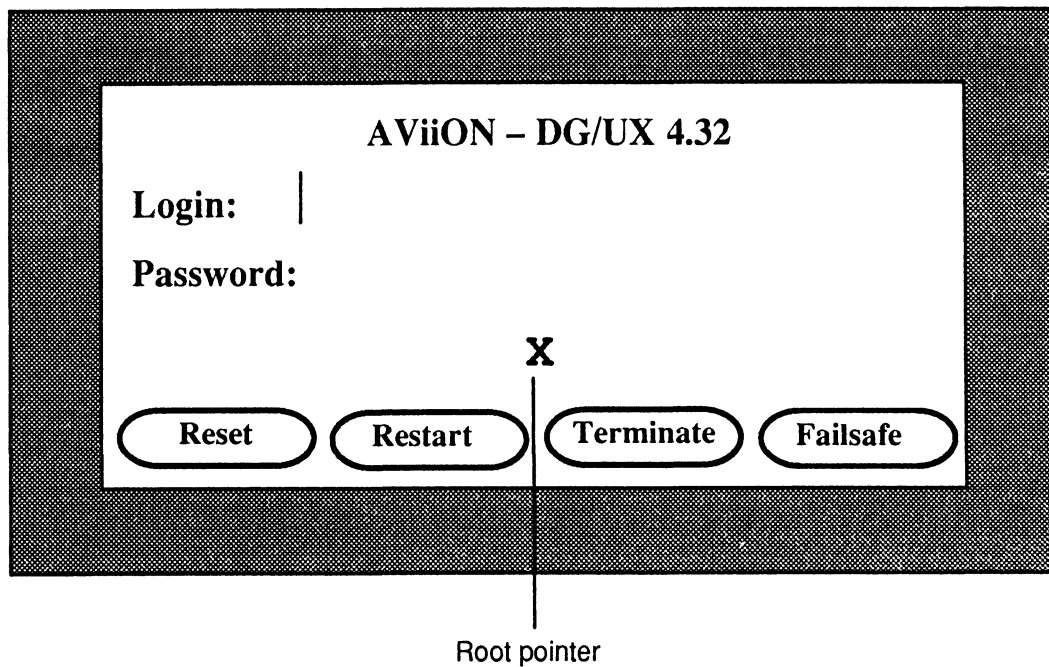 AViiON – DG/UX 4.32
Login:
Password:
X
Reset Restart Terminate Failsafe
Root pointer